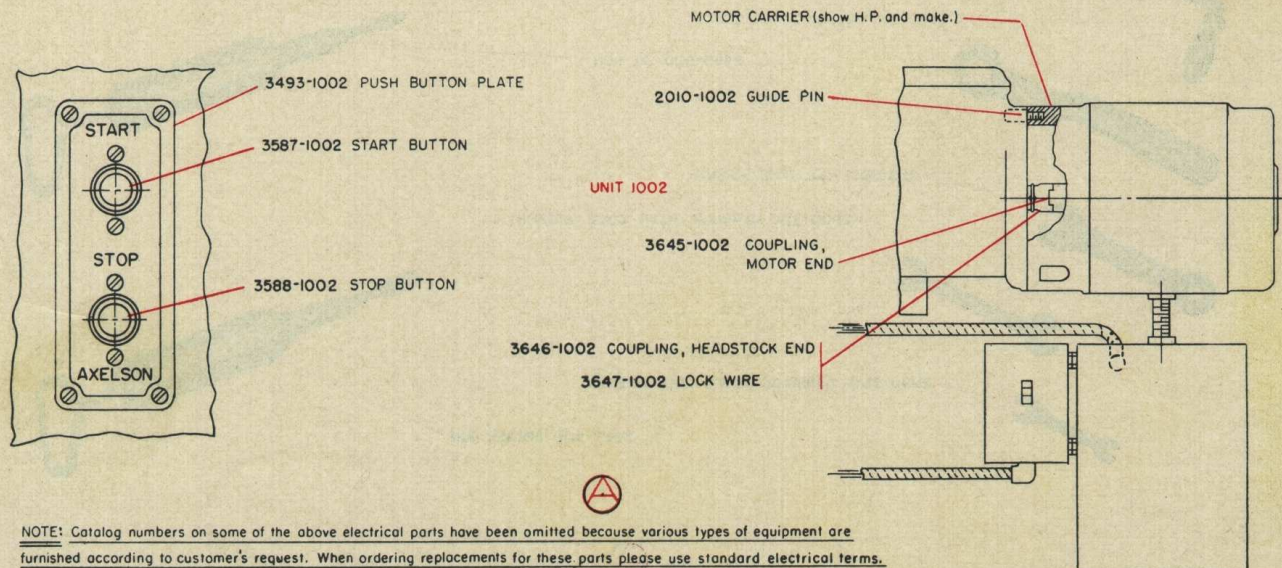 MOTOR CARRIER (show H.P. and make.)
3493-1002 PUSH BUTTON PLATE
2010-1002 GUIDE PIN
START
3587-1002 START BUTTON
UNIT 1002
3645-1002 COUPLING,
MOTOR END
STOP
3588-1002 STOP BUTTON
3646-1002 COUPLING, HEADSTOCK END
3647-1002 LOCK WIRE
AXELSON
A
NOTE: Catalog numbers on some of the above electrical parts have been omitted because various types of equipment are
furnished according to customer's request. When ordering replacements for these parts please use standard electrical terms.